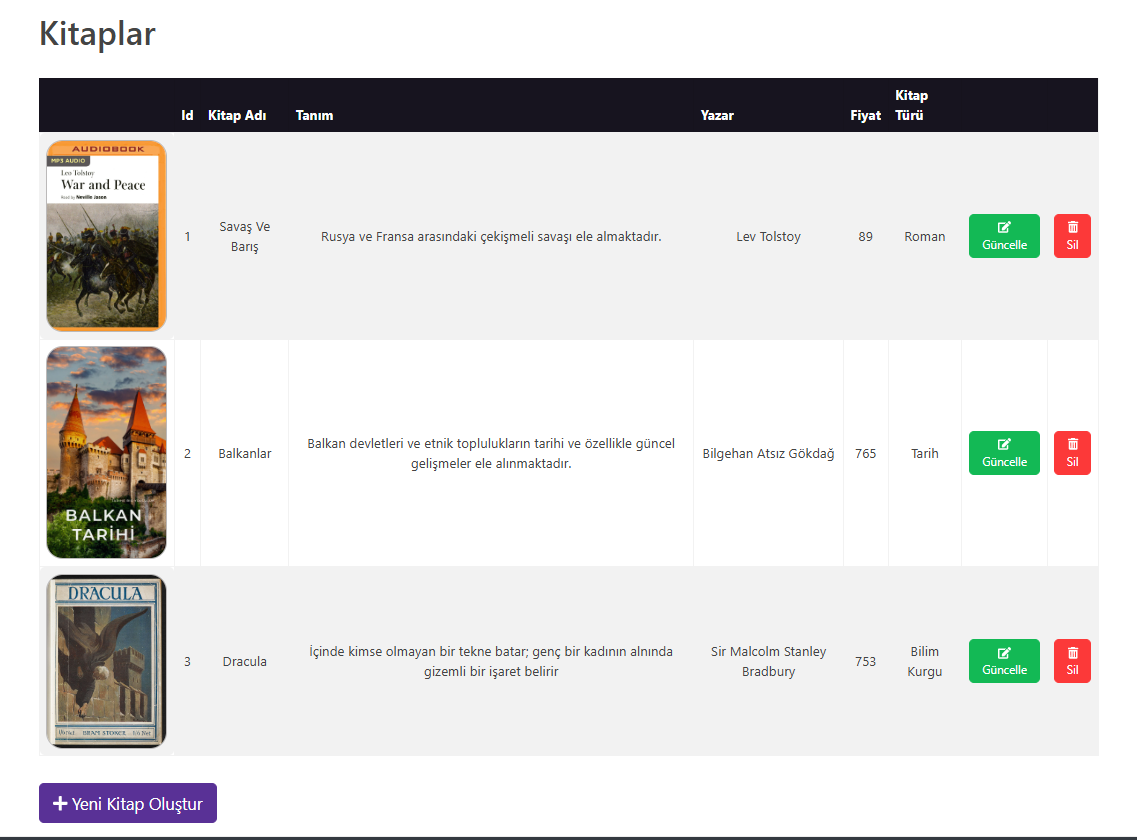 Kitaplar
Id Kitap Adı Tanım Yazar Fiyat Kitap Türü
AUDIOBOOK
MP3 AUDIO
Leo Tolstoy
War and Peace
Read by Neville Jason
1 Savaş Ve Barış Rusya ve Fransa arasındaki çekişmeli savaşı ele almaktadır. Lev Tolstoy 89 Roman Güncelle Sil
BALKAN
TARİHİ
2 Balkanlar Balkan devletleri ve etnik toplulukların tarihi ve özellikle güncel gelişmeler ele alınmaktadır. Bilgehan Atsız Gökdağ 765 Tarih Güncelle Sil
DRACULA
BRAM STOKER
3 Dracula İçinde kimse olmayan bir tekne batar; genç bir kadının alnında gizemli bir işaret belirir Sir Malcolm Stanley Bradbury 753 Bilim Kurgu Güncelle Sil
Yeni Kitap Oluştur